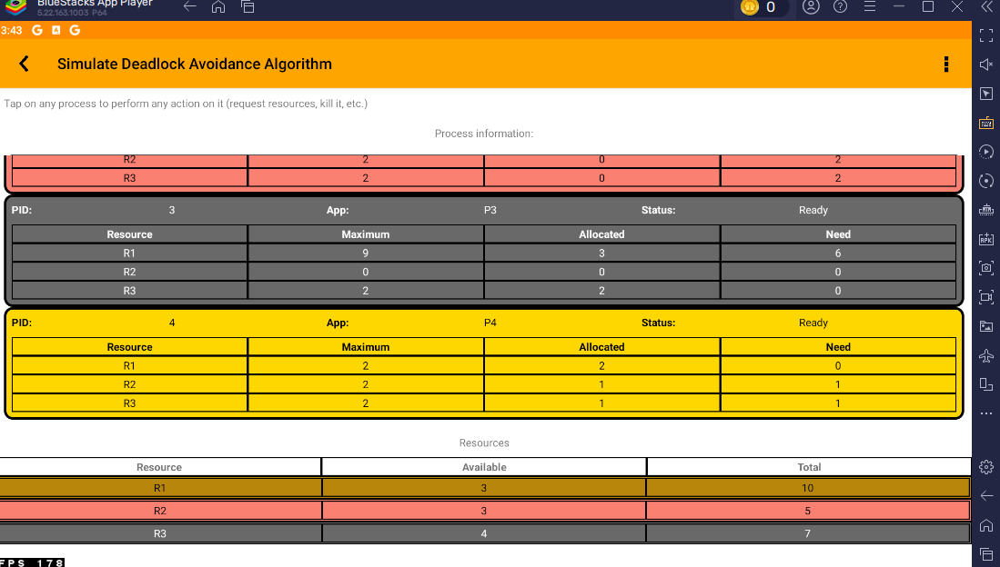 BlueStacks App Player
5.22.163.1003 P64
0
3:43 G A G
Simulate Deadlock Avoidance Algorithm
Tap on any process to perform any action on it (request resources, kill it, etc.)
Process information:
R2 2 0 2
R3 2 0 2
PID: 3 App: P3 Status: Ready
Resource Maximum Allocated Need
R1 9 3 6
R2 0 0 0
R3 2 2 0
PID: 4 App: P4 Status: Ready
Resource Maximum Allocated Need
R1 2 2 0
R2 2 1 1
R3 2 1 1
Resources
Resource Available Total
R1 3 10
R2 3 5
R3 4 7
FPS 178